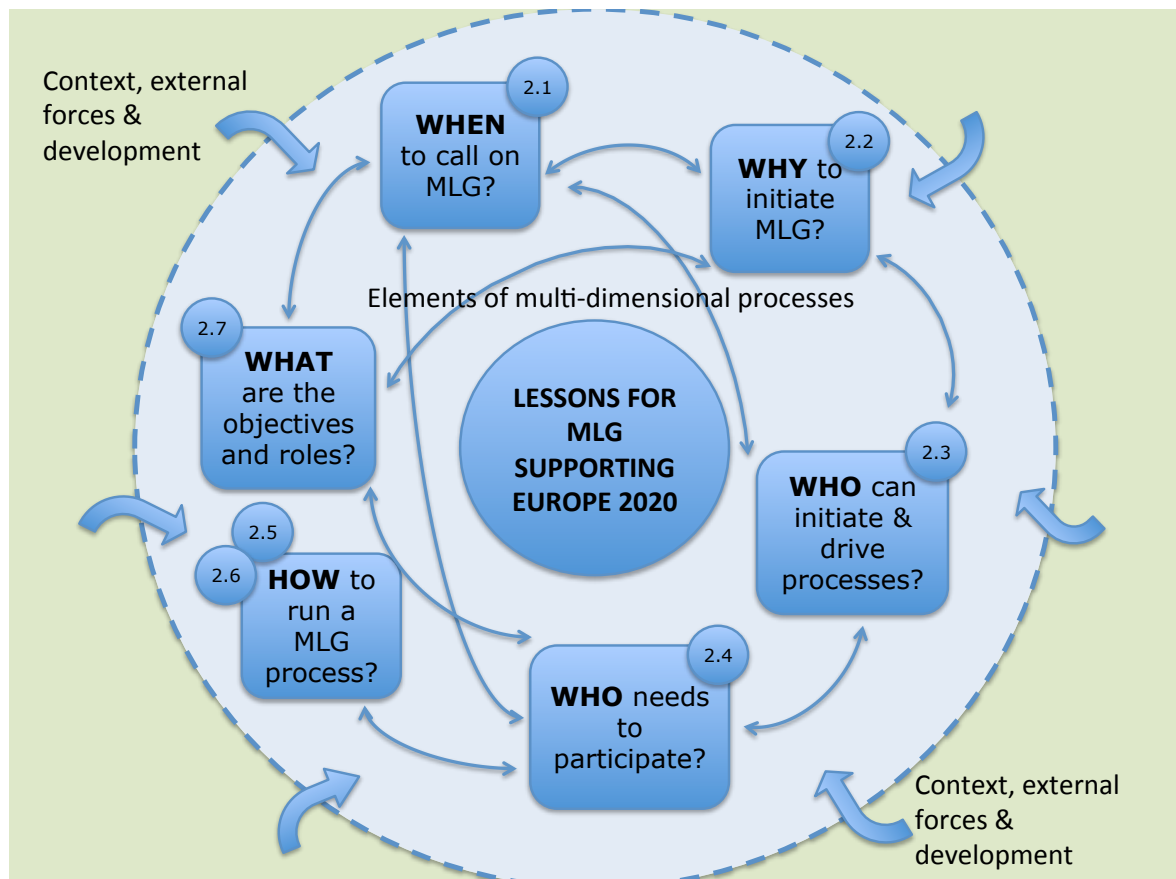 Context, external
forces &
development
2.1
WHEN
to call on
MLG?
2.2
WHY to
initiate
MLG?
Elements of multi-dimensional processes
2.7
WHAT
are the
objectives
and roles?
LESSONS FOR
MLG
SUPPORTING
EUROPE 2020
2.3
WHO can
initiate &
drive
processes?
2.5
2.6
HOW to
run a
MLG
process?
2.4
WHO needs
to
participate?
Context, external
forces &
development